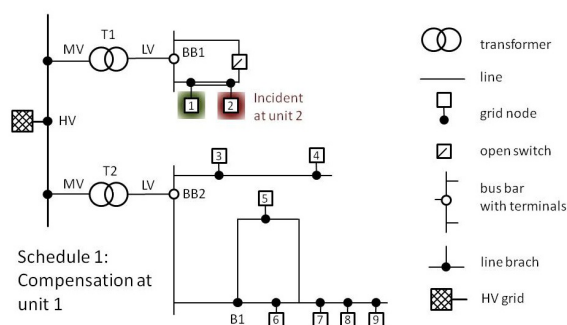 T1
MV
LV
BB1
1
2
Incident
at unit 2
HV
T2
MV
LV
BB2
3
4
5
B1
6
7
8
9
Schedule 1:
Compensation at
unit 1
transformer
line
grid node
open switch
bus bar
with terminals
line brach
HV grid